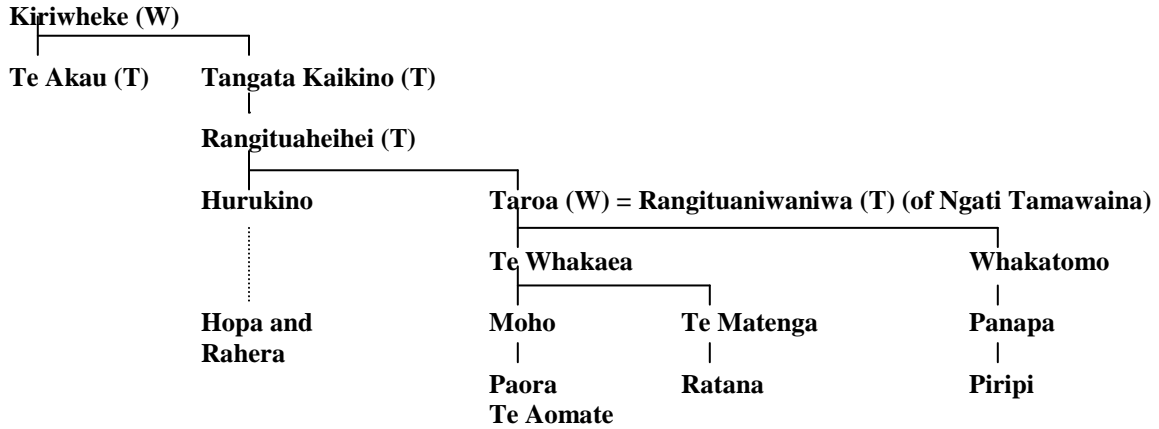 Kiriwheke (W)
Te Akau (T) Tangata Kaikino (T)
Rangituaheihei (T)
Hurukino Taroa (W) = Rangituaniwaniwa (T) (of Ngati Tamawaina)
Te Whakaea Whakatomo
Hopa and Moho Te Matenga Panapa
Rahera
Paora Ratana Piripi
Te Aomate